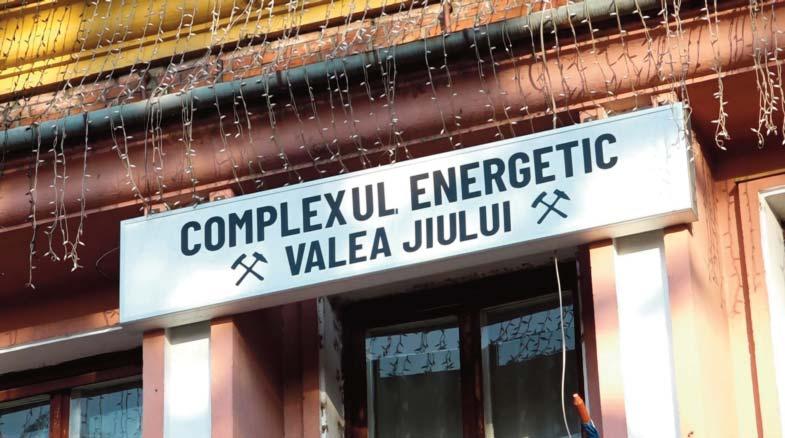 COMPLEXUL ENERGETIC
VALEA JIULUI